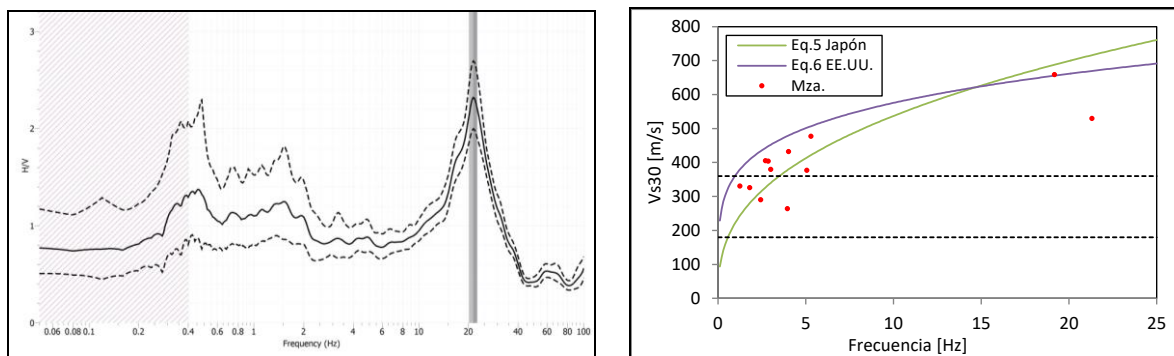 3
2
1
0
H/V
0.06 0.08 0.1 0.2 0.4 0.6 0.8 1 2 4 6 8 10 20 40 60 80 100
Frequency (Hz)
800
700
600
500
400
300
200
100
0
Vs30 [m/s]
Eq.5 Japón
Eq.6 EE.UU.
Mza.
0 5 10 15 20 25
Frecuencia [Hz]